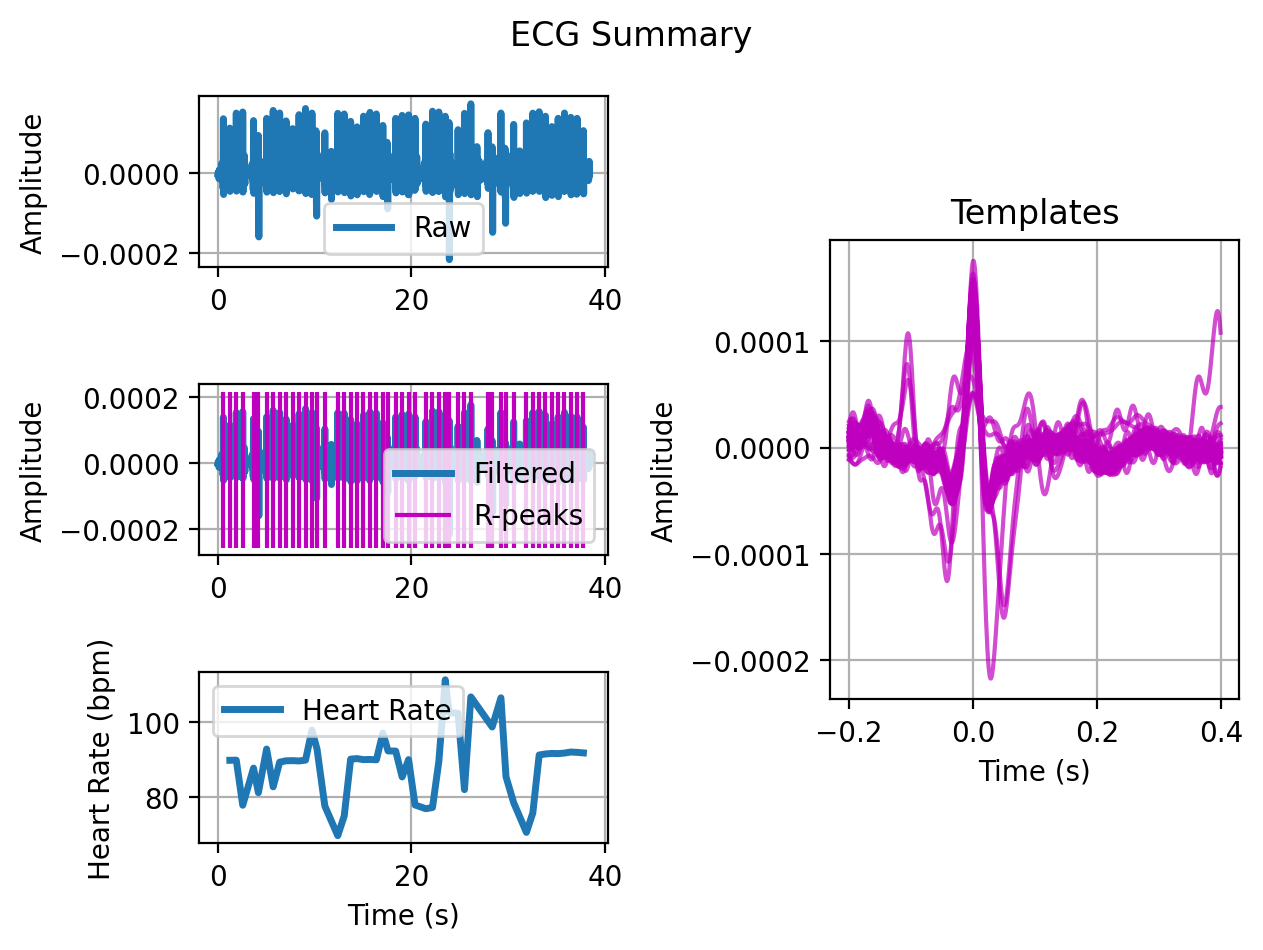 ECG Summary
Amplitude
0.0000
−0.0002
Raw
0
20
40
Amplitude
0.0002
0.0000
−0.0002
Filtered
R-peaks
0
20
40
Heart Rate (bpm)
100
80
Heart Rate
0
20
40
Time (s)
Templates
Amplitude
0.0001
0.0000
−0.0001
−0.0002
−0.2
0.0
0.2
0.4
Time (s)